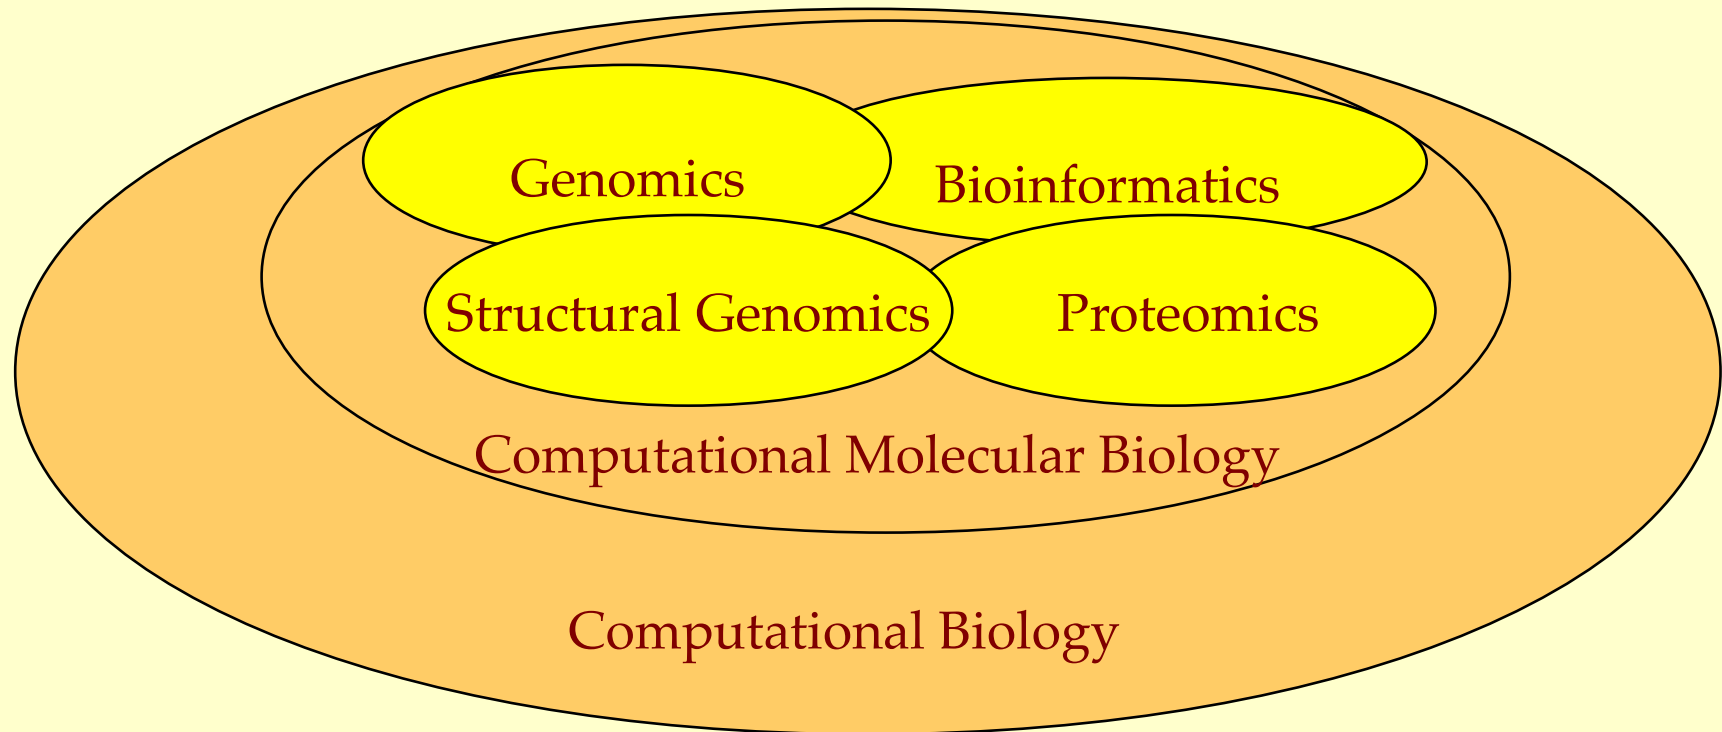 Genomics
Bioinformatics
Structural Genomics
Proteomics
Computational Molecular Biology
Computational Biology